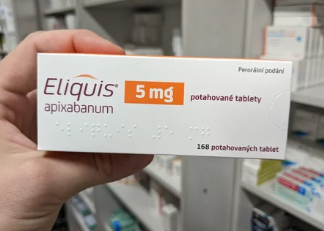 Perorální podání
Eliquis®
5 mg
potahované tablety
apixabanum
168 potahovaných tablet